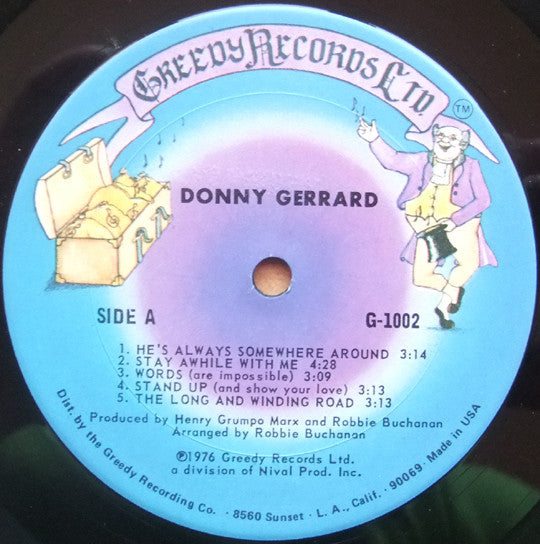 GREEDY RECORDS LTD.
TM
DONNY GERRARD
SIDE A
G-1002
1. HE'S ALWAYS SOMEWHERE AROUND 3:14
2. STAY AWHILE WITH ME 4:28
3. WORDS (are impossible) 3:09
4. STAND UP (and show your love) 3:13
5. THE LONG AND WINDING ROAD 3:13
Produced by Henry Grumpo Marx and Robbie Buchanan
Arranged by Robbie Buchanan
℗1976 Greedy Records Ltd.
a division of Nival Prod. Inc.
Dist. by the Greedy Recording Co. · 8560 Sunset · L. A., Calif. · 90069 · Made in USA